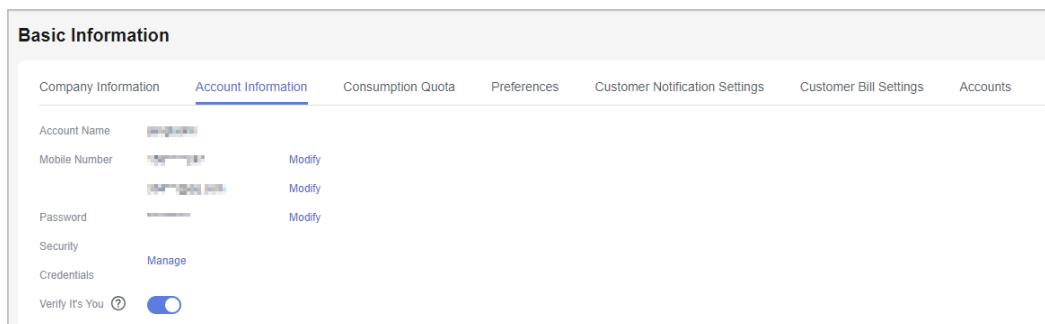 Basic Information
Company Information Account Information Consumption Quota Preferences Customer Notification Settings Customer Bill Settings Accounts
Account Name
Mobile Number Modify
Modify
Password Modify
Security
Manage
Credentials
Verify It's You ?